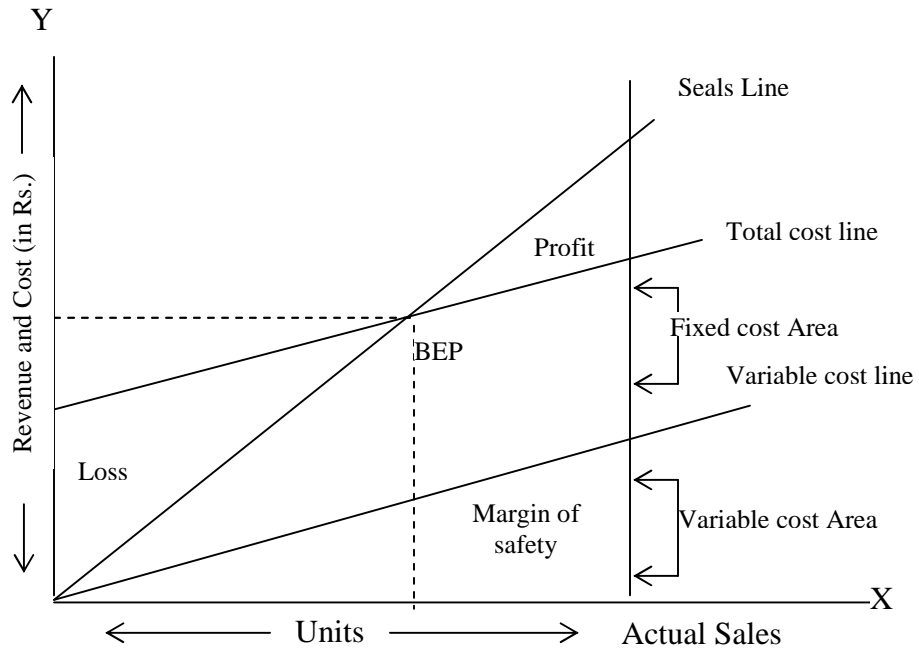 Y
Seals Line
Total cost line
Profit
Fixed cost Area
BEP
Variable cost line
Revenue and Cost (in Rs.)
Loss
Margin of
safety
Variable cost Area
X
Units
Actual Sales